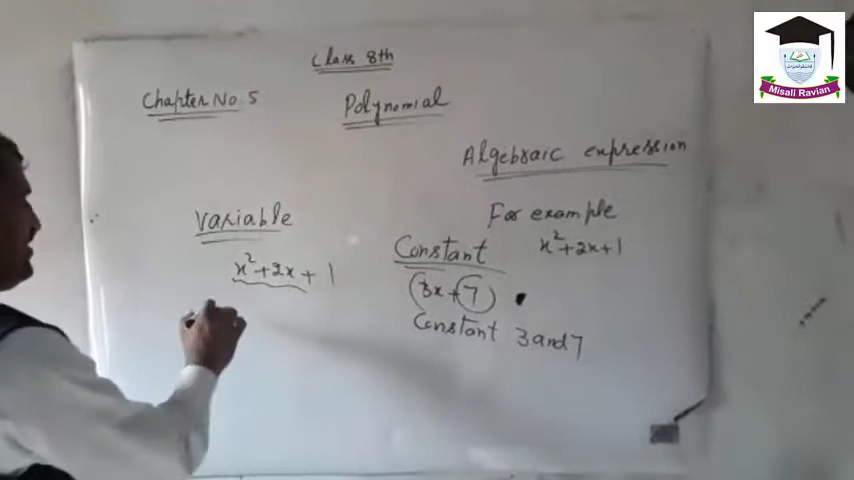 Class 8th
Chapter No. 5
Polynomial
Algebraic expression
Variable
x²+2x+1
Constant
(3x+7)
Constant 3 and 7
For example
x²+2x+1
Misali Ravian